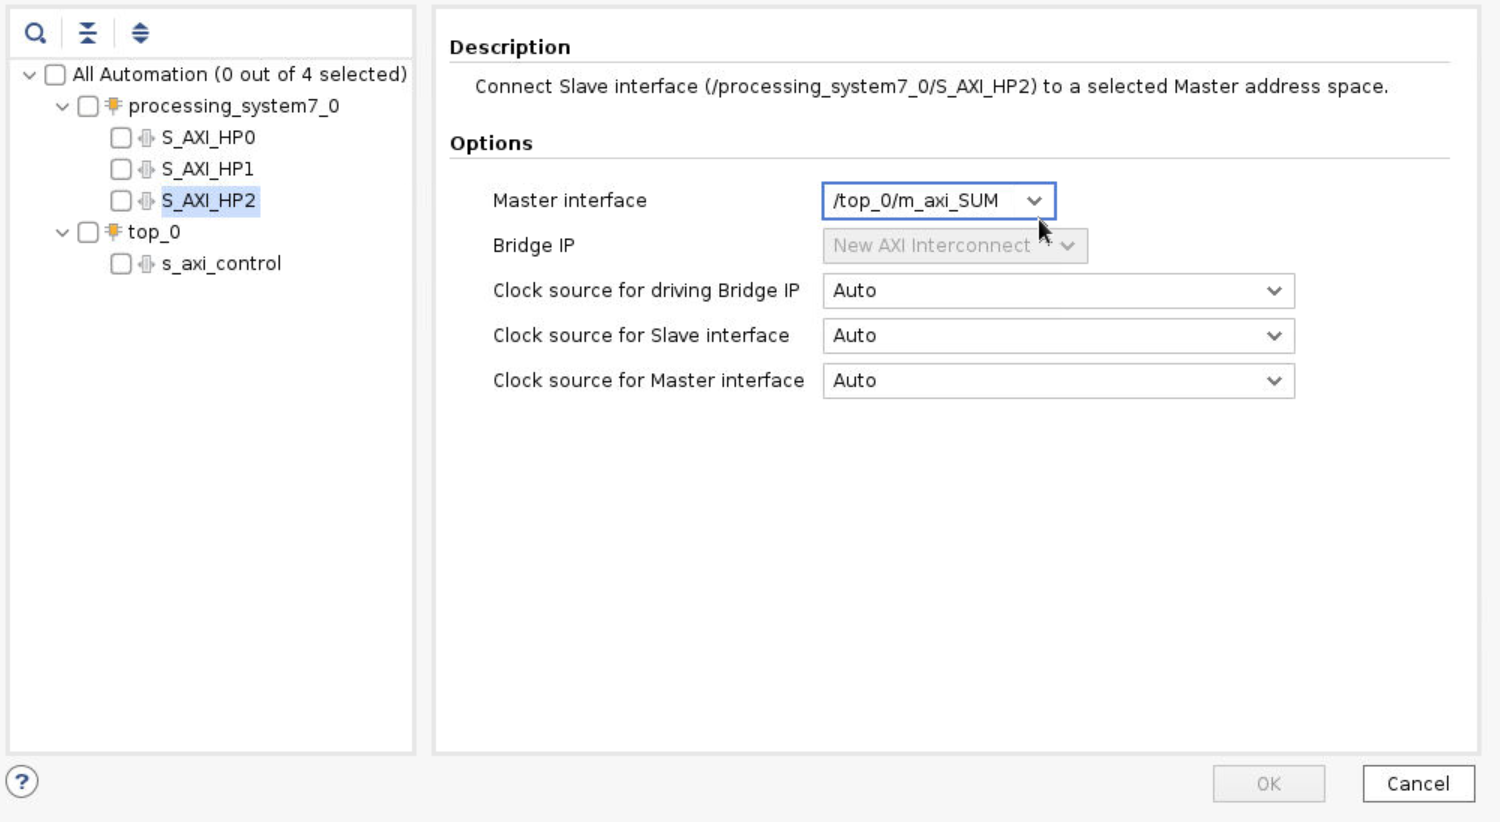 All Automation (0 out of 4 selected)
processing_system7_0
S_AXI_HP0
S_AXI_HP1
S_AXI_HP2
top_0
s_axi_control
Description
Connect Slave interface (/processing_system7_0/S_AXI_HP2) to a selected Master address space.
Options
Master interface /top_0/m_axi_SUM
Bridge IP New AXI Interconnect
Clock source for driving Bridge IP Auto
Clock source for Slave interface Auto
Clock source for Master interface Auto
?
OK Cancel